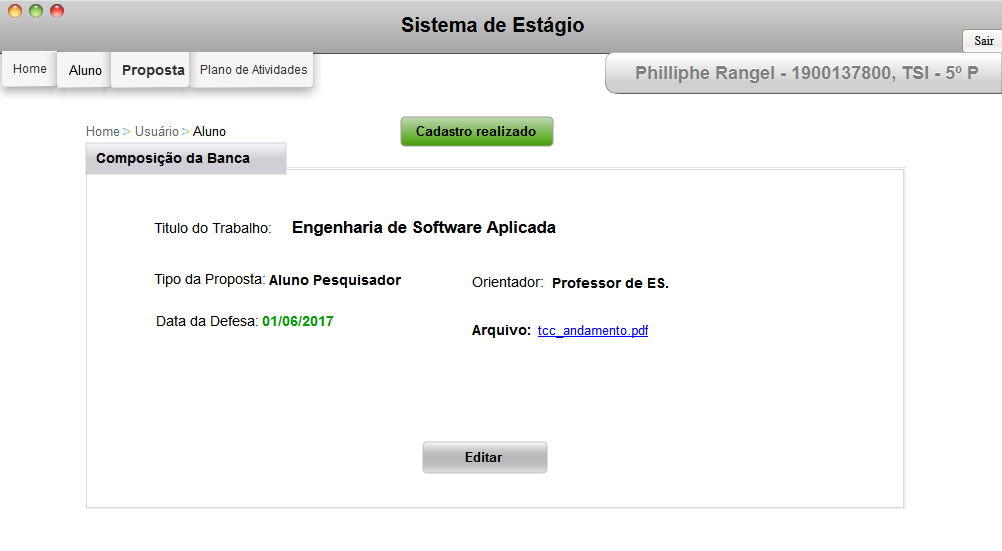 Sistema de Estágio
Sair
Home Aluno Proposta Plano de Atividades
Philliphe Rangel - 1900137800, TSI - 5º P
Home > Usuário > Aluno
Cadastro realizado
Composição da Banca
Titulo do Trabalho: Engenharia de Software Aplicada
Tipo da Proposta: Aluno Pesquisador
Orientador: Professor de ES.
Data da Defesa: 01/06/2017
Arquivo: tcc_andamento.pdf
Editar